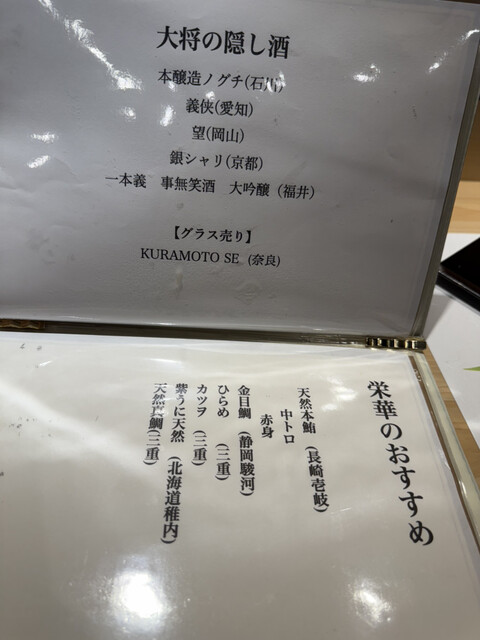 大将の隠し酒
本醸造ノグチ(石川)
義侠(愛知)
望(岡山)
銀シャリ(京都)
一本義 事無笑酒 大吟醸 (福井)
【グラス売り】
KURAMOTO SE (奈良)
栄華のおすすめ
天然本鮪 (長崎壱岐)
中トロ
赤身
金目鯛 (静岡駿河)
ひらめ (三重)
カツヲ (三重)
紫うに天然 (北海道稚内)
天然真鯛(三重)